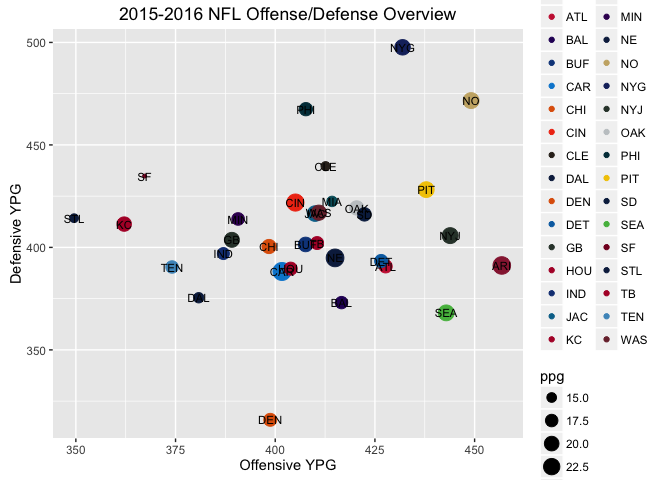 2015-2016 NFL Offense/Defense Overview
Defensive YPG
500
450
400
350
NYG
NO
PHI
CLE
SF
PIT
CIN
MIA
OAK
SD
WAS
STL
KC
MIN
GB
NYJ
CHI
BUF
TB
IND
NE
TEN
CAR
HOU
DET
ATL
ARI
DAL
BAL
SEA
DEN
350
375
400
425
450
Offensive YPG
ATL
BAL
BUF
CAR
CHI
CIN
CLE
DAL
DEN
DET
GB
HOU
IND
JAC
KC
MIN
NE
NO
NYG
NYJ
OAK
PHI
PIT
SD
SEA
SF
STL
TB
TEN
WAS
ppg
15.0
17.5
20.0
22.5